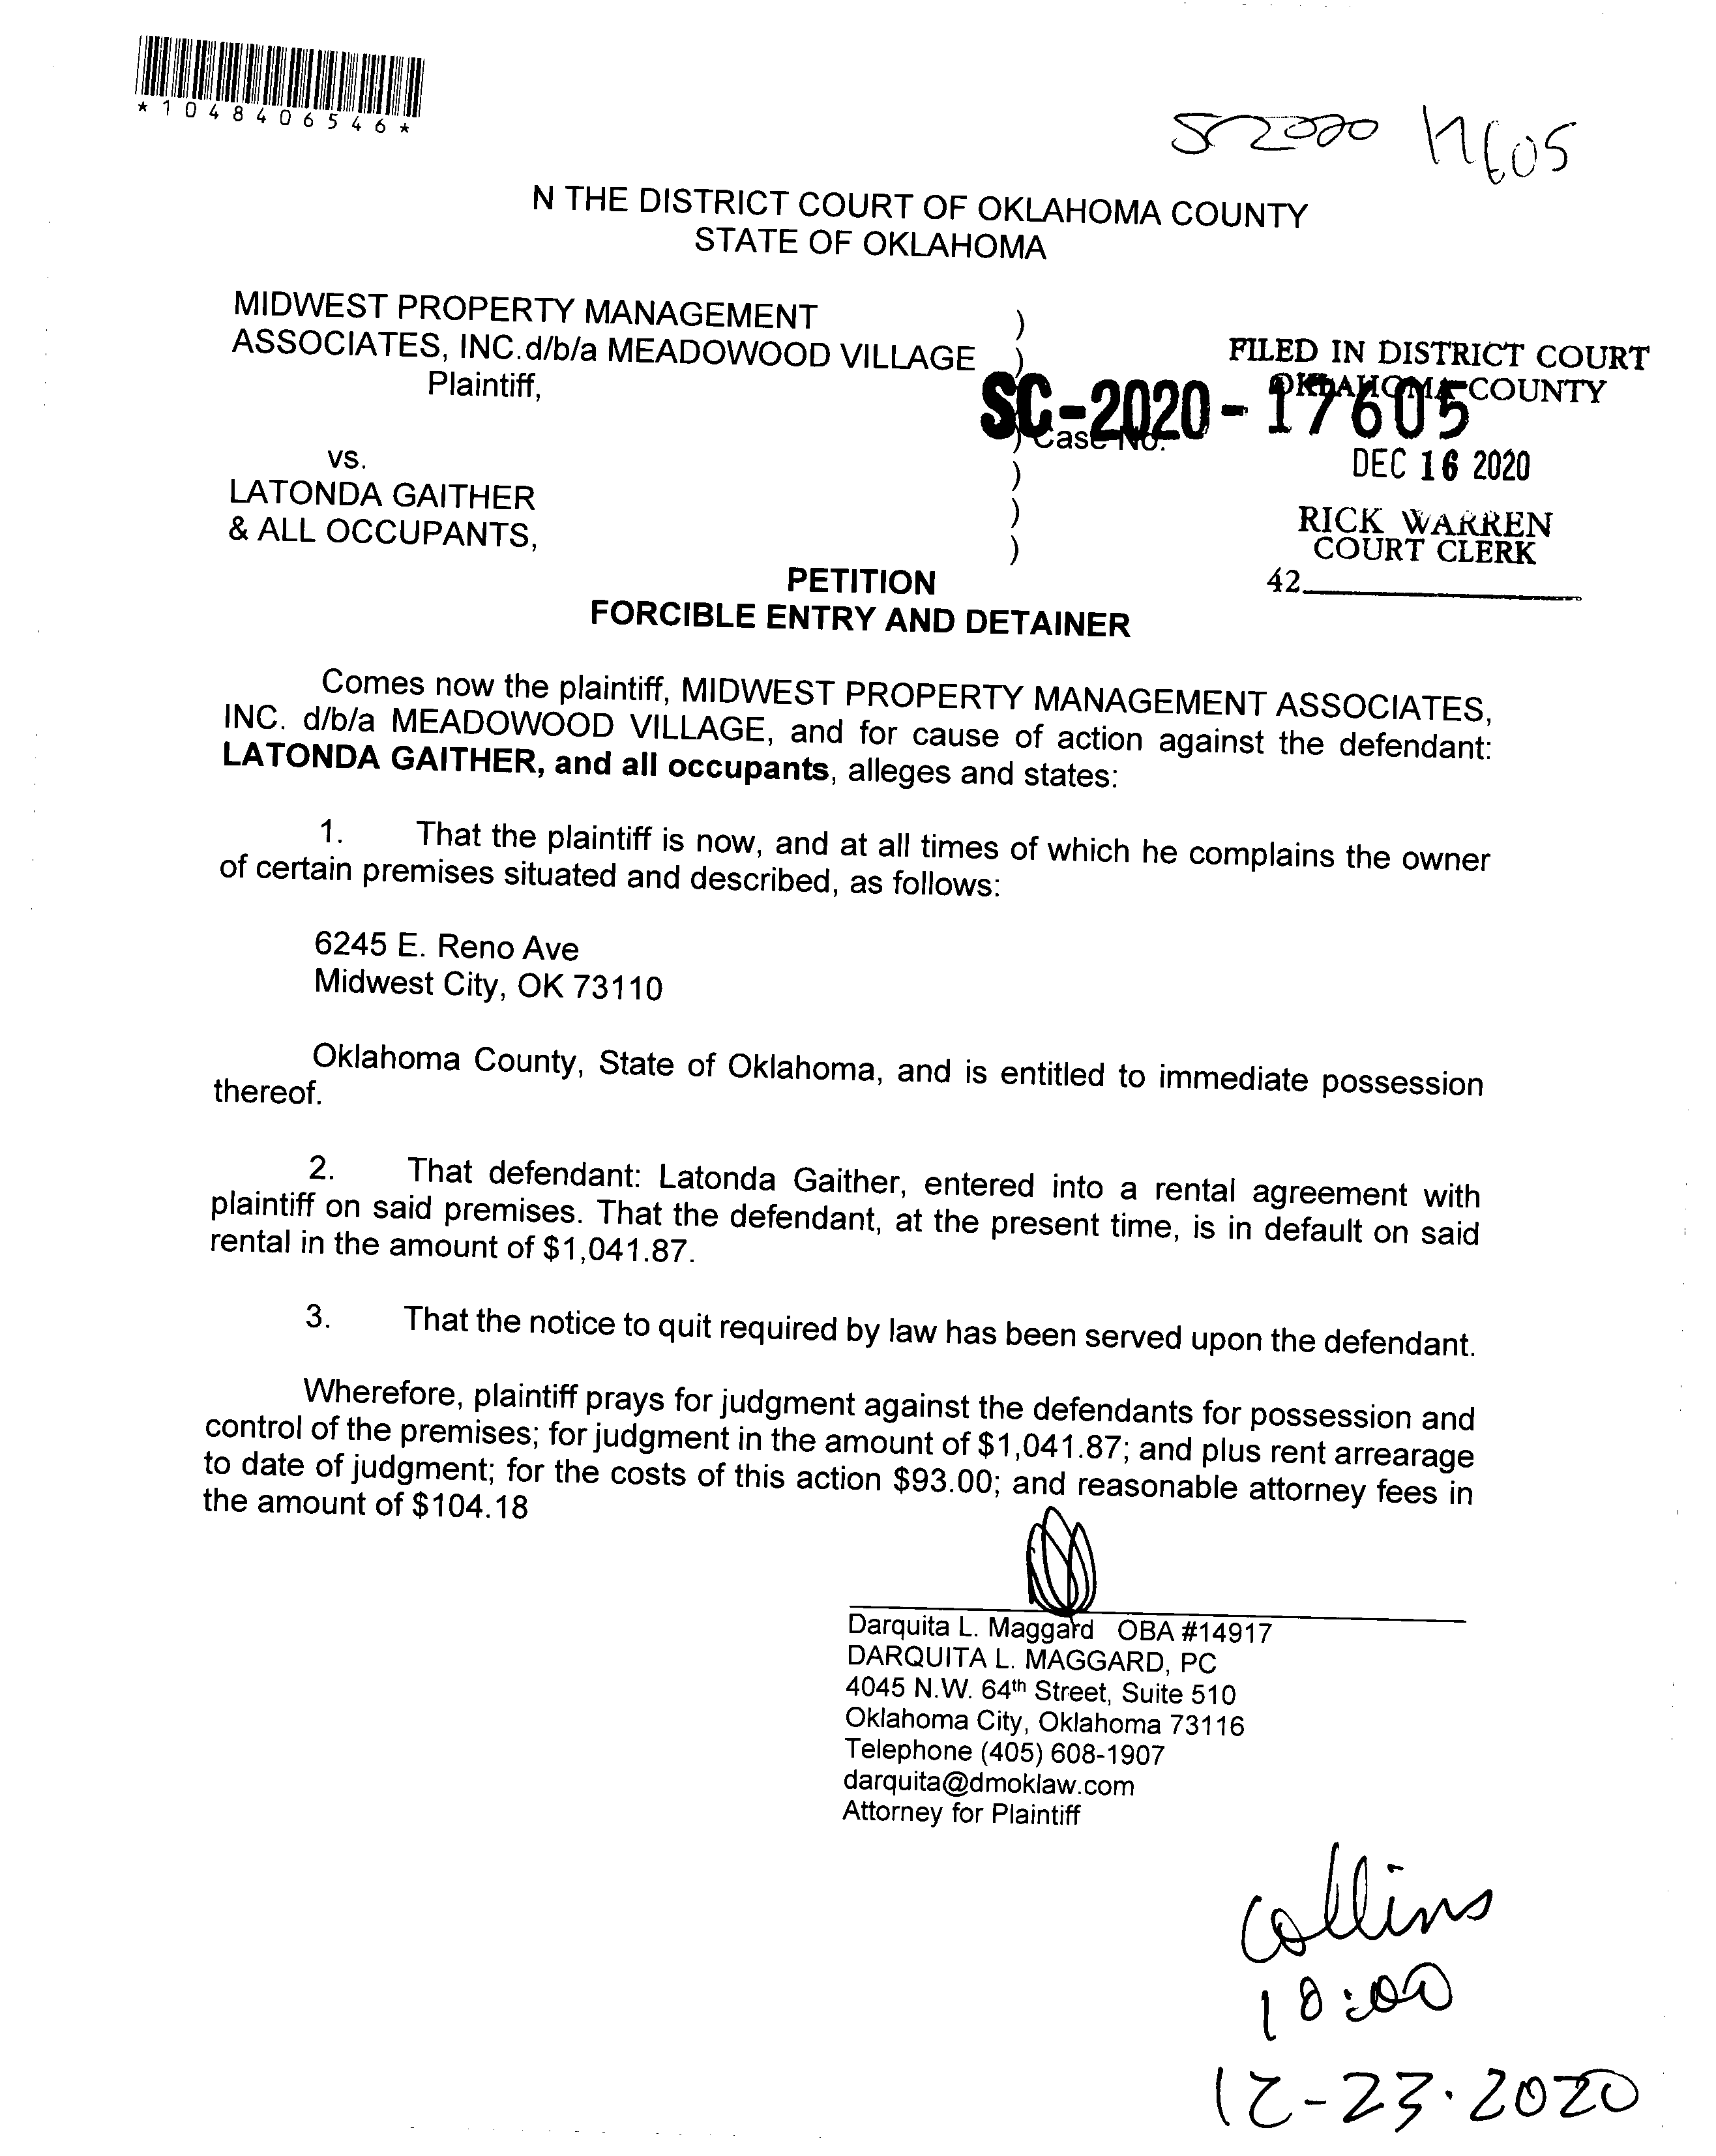 *1048406546*
SC2020 17605
N THE DISTRICT COURT OF OKLAHOMA COUNTY
STATE OF OKLAHOMA
MIDWEST PROPERTY MANAGEMENT )
ASSOCIATES, INC.d/b/a MEADOWOOD VILLAGE )
Plaintiff,
FILED IN DISTRICT COURT
OKLAHOMA COUNTY
SC-2020-17605
) Case No.
vs.
)
DEC 16 2020
LATONDA GAITHER )
& ALL OCCUPANTS, )
RICK WARREN
COURT CLERK
42
PETITION
FORCIBLE ENTRY AND DETAINER
Comes now the plaintiff, MIDWEST PROPERTY MANAGEMENT ASSOCIATES,
INC. d/b/a MEADOWOOD VILLAGE, and for cause of action against the defendant:
LATONDA GAITHER, and all occupants, alleges and states:
1. That the plaintiff is now, and at all times of which he complains the owner
of certain premises situated and described, as follows:
6245 E. Reno Ave
Midwest City, OK 73110
Oklahoma County, State of Oklahoma, and is entitled to immediate possession
thereof.
2. That defendant: Latonda Gaither, entered into a rental agreement with
plaintiff on said premises. That the defendant, at the present time, is in default on said
rental in the amount of $1,041.87.
3. That the notice to quit required by law has been served upon the defendant.
Wherefore, plaintiff prays for judgment against the defendants for possession and
control of the premises; for judgment in the amount of $1,041.87; and plus rent arrearage
to date of judgment; for the costs of this action $93.00; and reasonable attorney fees in
the amount of $104.18
Darquita L. Maggard OBA #14917
DARQUITA L. MAGGARD, PC
4045 N.W. 64th Street, Suite 510
Oklahoma City, Oklahoma 73116
Telephone (405) 608-1907
darquita@dmoklaw.com
Attorney for Plaintiff
Collins
10:00
12-23-2020